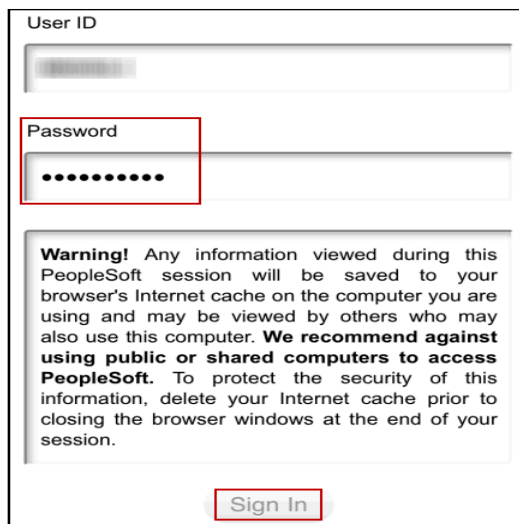 User ID
Password
••••••••••
Warning! Any information viewed during this
PeopleSoft session will be saved to your
browser's Internet cache on the computer you are
using and may be viewed by others who may
also use this computer. We recommend against
using public or shared computers to access
PeopleSoft. To protect the security of this
information, delete your Internet cache prior to
closing the browser windows at the end of your
session.
Sign In